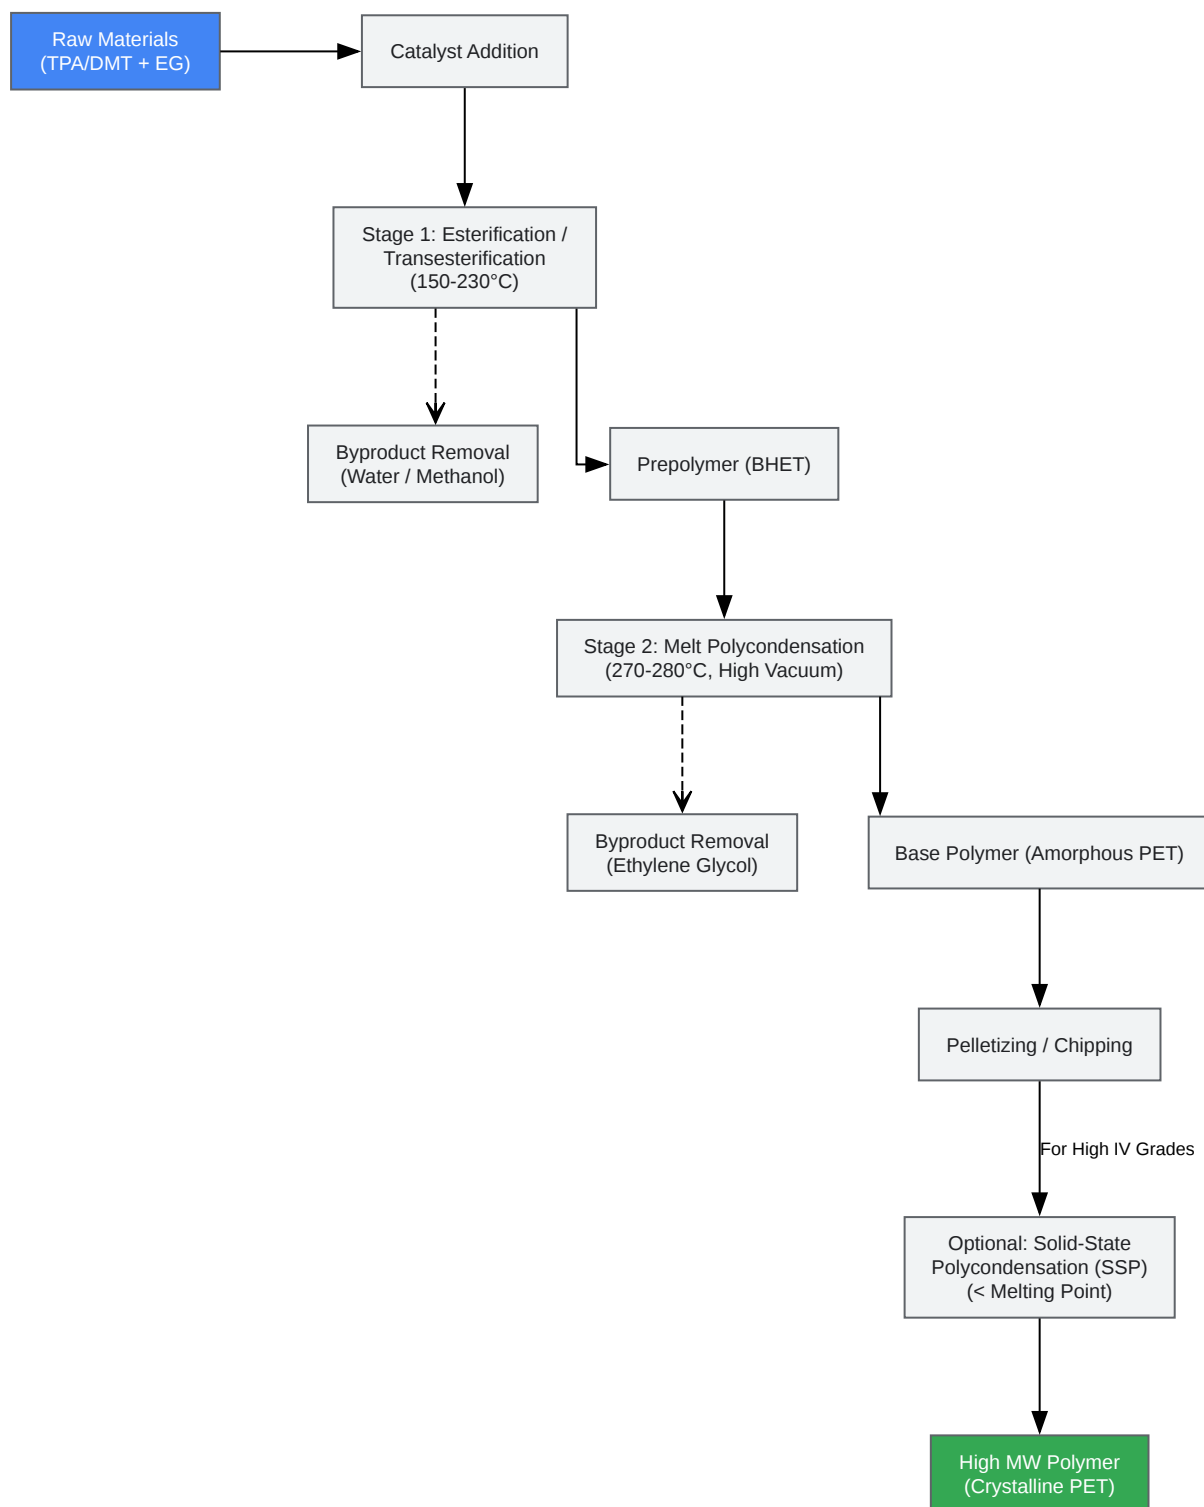 Raw Materials
(TPA/DMT + EG)
Catalyst Addition
Stage 1: Esterification /
Transesterification
(150-230°C)
Byproduct Removal
(Water / Methanol)
Prepolymer (BHET)
Stage 2: Melt Polycondensation
(270-280°C, High Vacuum)
Byproduct Removal
(Ethylene Glycol)
Base Polymer (Amorphous PET)
Pelletizing / Chipping
For High IV Grades
Optional: Solid-State
Polycondensation (SSP)
(< Melting Point)
High MW Polymer
(Crystalline PET)